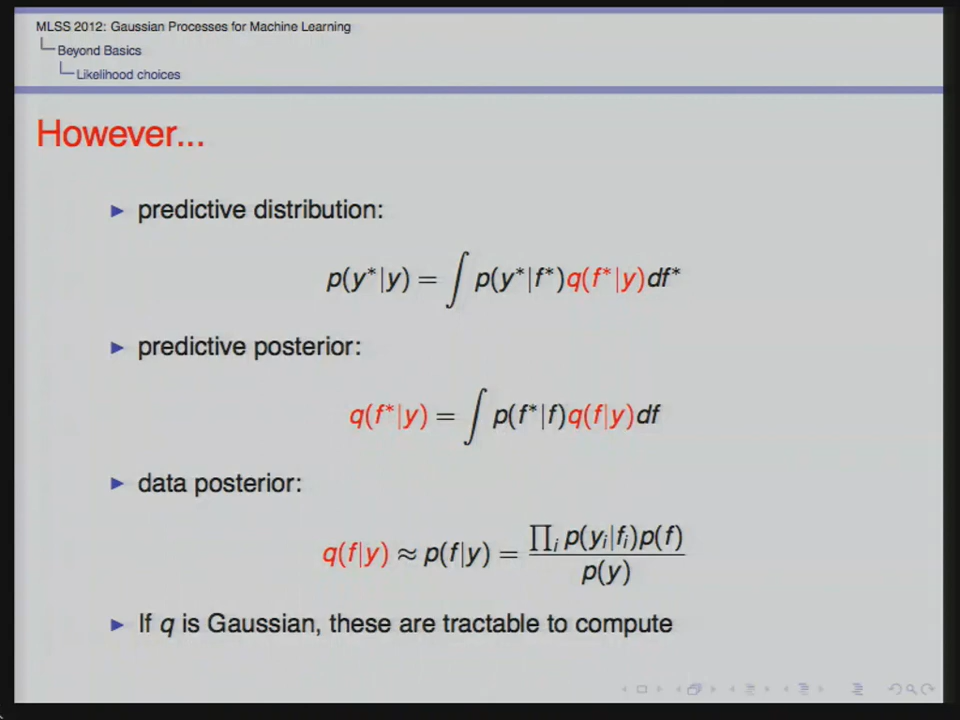 MLSS 2012: Gaussian Processes for Machine Learning
Beyond Basics
Likelihood choices
However...
► predictive distribution:
p(y*|y) = ∫ p(y*|f*)q(f*|y)df*
► predictive posterior:
q(f*|y) = ∫ p(f*|f)q(f|y)df
► data posterior:
q(f|y) ≈ p(f|y) = ∏ᵢ p(yᵢ|fᵢ)p(f) / p(y)
► If q is Gaussian, these are tractable to compute